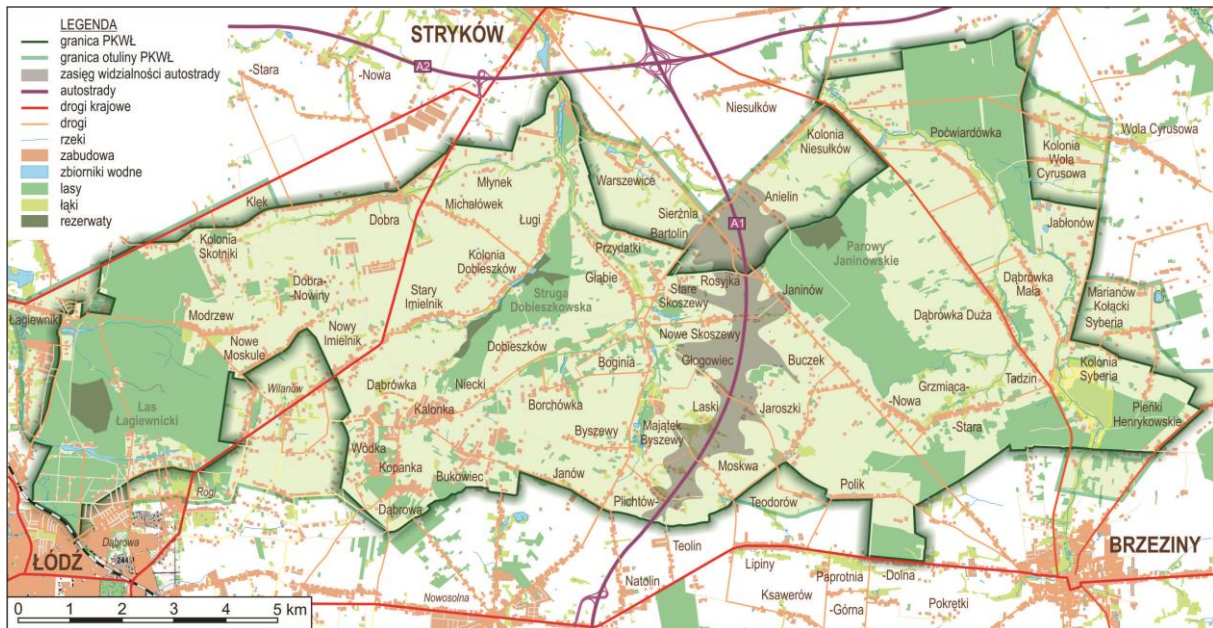 LEGENDA
granica PKWŁ
granica otuliny PKWŁ
zasięg widzialności autostrady
autostrady
drogi krajowe
drogi
rzeki
zabudowa
zbiorniki wodne
lasy
łąki
rezerwaty
STRYKÓW
-Stara
-Nowa
A2
Niesułków
Kolonia
Niesułków
Poćwiardówka
Wola Cyrusowa
Kolonia
Wola
Cyrusowa
Klęk
Młynek
Michałówek
Warszewice
Anielin
Dobra
Ługi
Sierżnia
Bartolin
A1
Jabłonów
Kolonia
Skotniki
Przydatki
Parowy
Janinowskie
Kolonia
Dobieszków
Głąbie
Rosyjka
Dobra-
-Nowiny
Stary
Imielnik
Struga
Dobieszkowska
Stare
Skoszewy
Janinów
Dąbrówka
Mała
Marianów
Kołącki
Łagiewnik
Modrzew
Nowy
Imielnik
Nowe Skoszewy
Dąbrówka Duża
Syberia
Nowe
Moskule
Dobieszków
Boginia
Głogowiec
Buczek
Kolonia
Syberia
Wilanów
Dąbrówka
Niecki
Grzmiąca-
-Nowa
Tadzin
Kalonka
Borchówka
Laski
Jaroszki
-Stara
Pieńki
Henrykowskie
Las
Łagiewnicki
Byszewy
Majątek
Byszewy
Wódka
Kopanka
Bukowiec
Janów
Moskwa
Rogi
Plichtów
Teodorów
Polik
Dąbrowa
Dąbrowa
Teolin
ŁÓDŹ
244
Natolin
Lipiny
Paprotnia
-Dolna
BRZEZINY
Nowosolna
Ksawerów
-Górna
Pokrętki
0 1 2 3 4 5 km